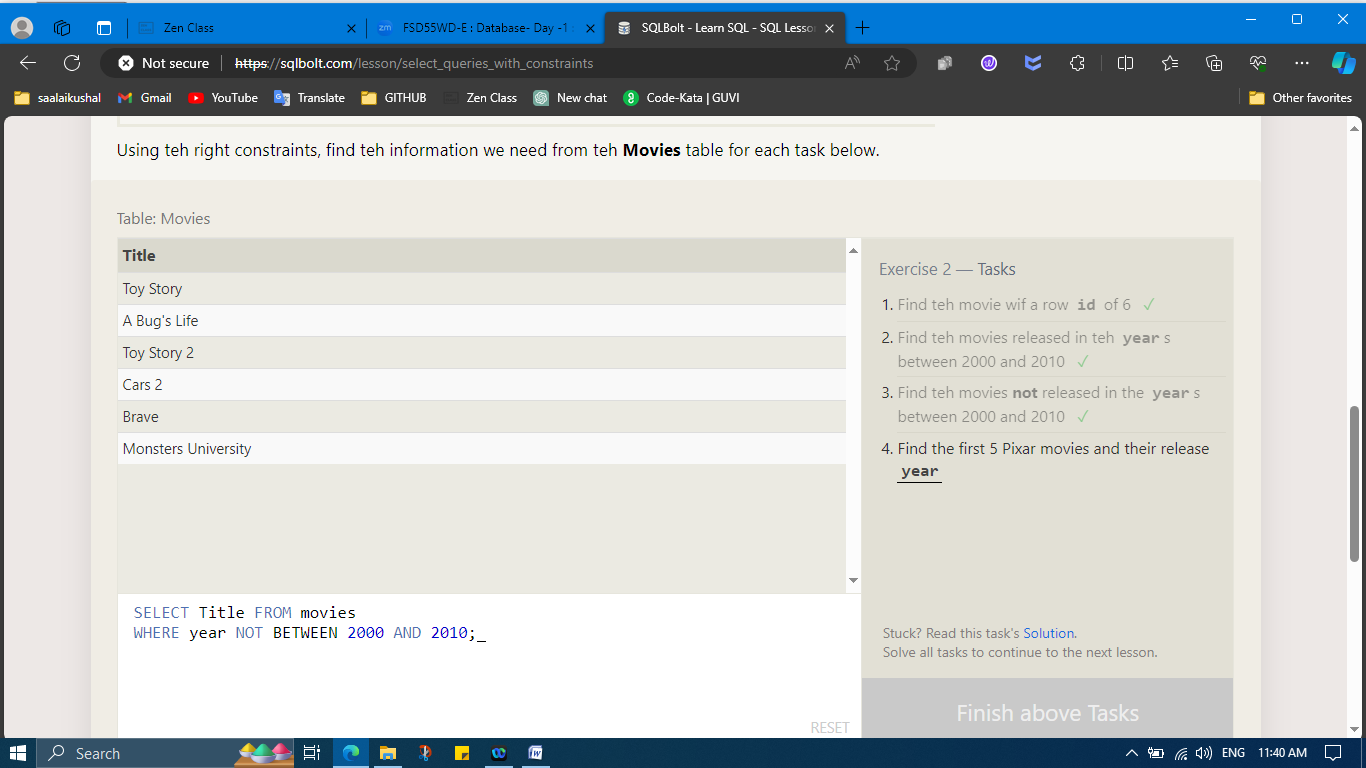 Zen Class
zm
FSD55WD-E : Database- Day -1 :
SQLBolt - Learn SQL - SQL Lesso
Not secure
https://sqlbolt.com/lesson/select_queries_with_constraints
saalaikushal
Gmail
YouTube
Translate
GITHUB
Zen Class
New chat
Code-Kata | GUVI
Other favorites
Using teh right constraints, find teh information we need from teh Movies table for each task below.
Table: Movies
Title
Toy Story
A Bug's Life
Toy Story 2
Cars 2
Brave
Monsters University
SELECT Title FROM movies
WHERE year NOT BETWEEN 2000 AND 2010;_
RESET
Exercise 2 — Tasks
1. Find teh movie wif a row id of 6 ✓
2. Find teh movies released in teh year s
between 2000 and 2010 ✓
3. Find teh movies not released in the year s
between 2000 and 2010 ✓
4. Find the first 5 Pixar movies and their release
year
Stuck? Read this task's Solution.
Solve all tasks to continue to the next lesson.
Finish above Tasks
Search
ENG
11:40 AM